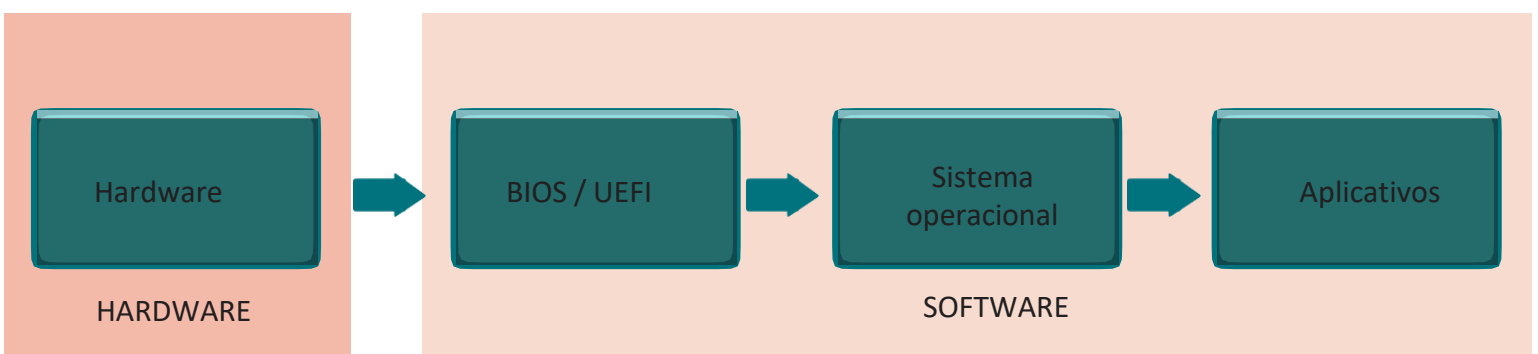 Hardware
BIOS / UEFI
Sistema
operacional
Aplicativos
HARDWARE
SOFTWARE